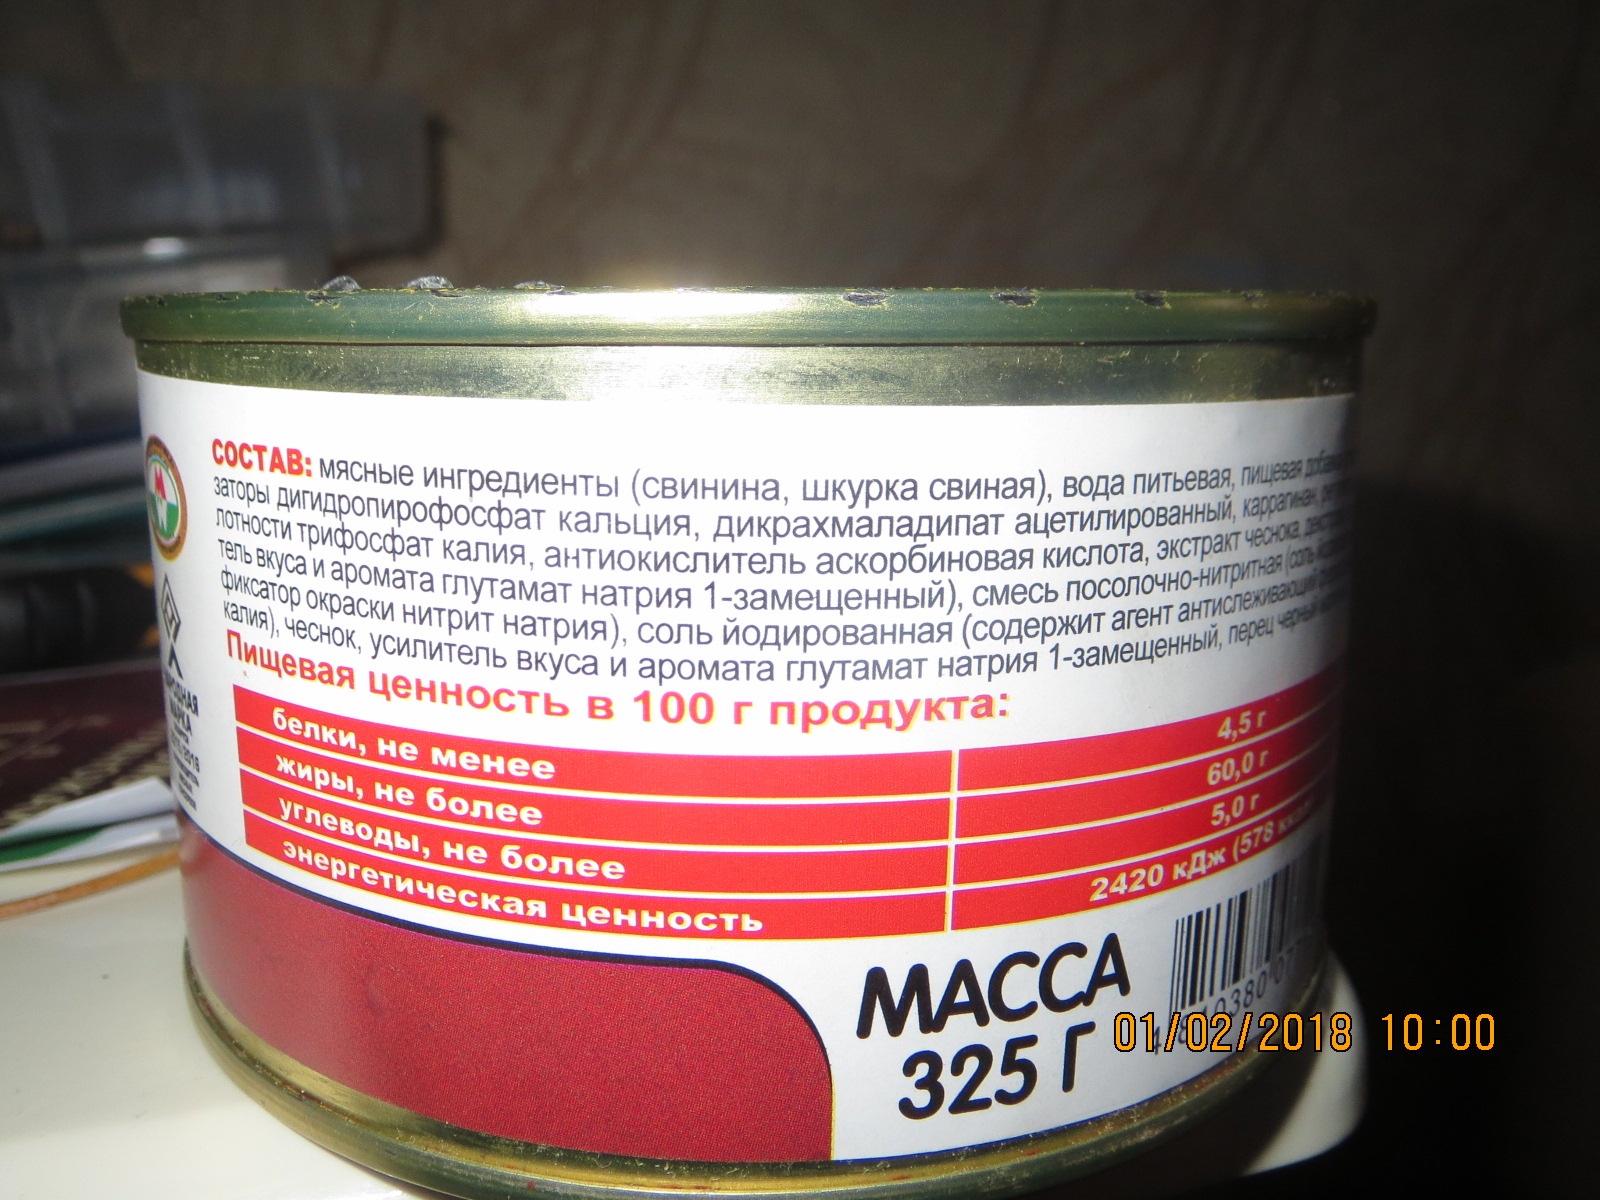 СОСТАВ: мясные ингредиенты (свинина, шкурка свиная), вода питьевая, пищевая
заторы дигидропирофосфат кальция, дикрахмаладипат ацетилированный, каррагинан,
лотности трифосфат калия, антиокислитель аскорбиновая кислота, экстракт чеснока,
тель вкуса и аромата глутамат натрия 1-замещенный), смесь посолочно-нитритная (соль
фиксатор окраски нитрит натрия), соль йодированная (содержит агент антислеживающий
калия), чеснок, усилитель вкуса и аромата глутамат натрия 1-замещенный, перец черный
Пищевая ценность в 100 г продукта:
белки, не менее 4,5 г
жиры, не более 60,0 г
углеводы, не более 5,0 г
энергетическая ценность 2420 кДж (578
МАРКА
МАССА
325 Г
01/02/2018 10:00